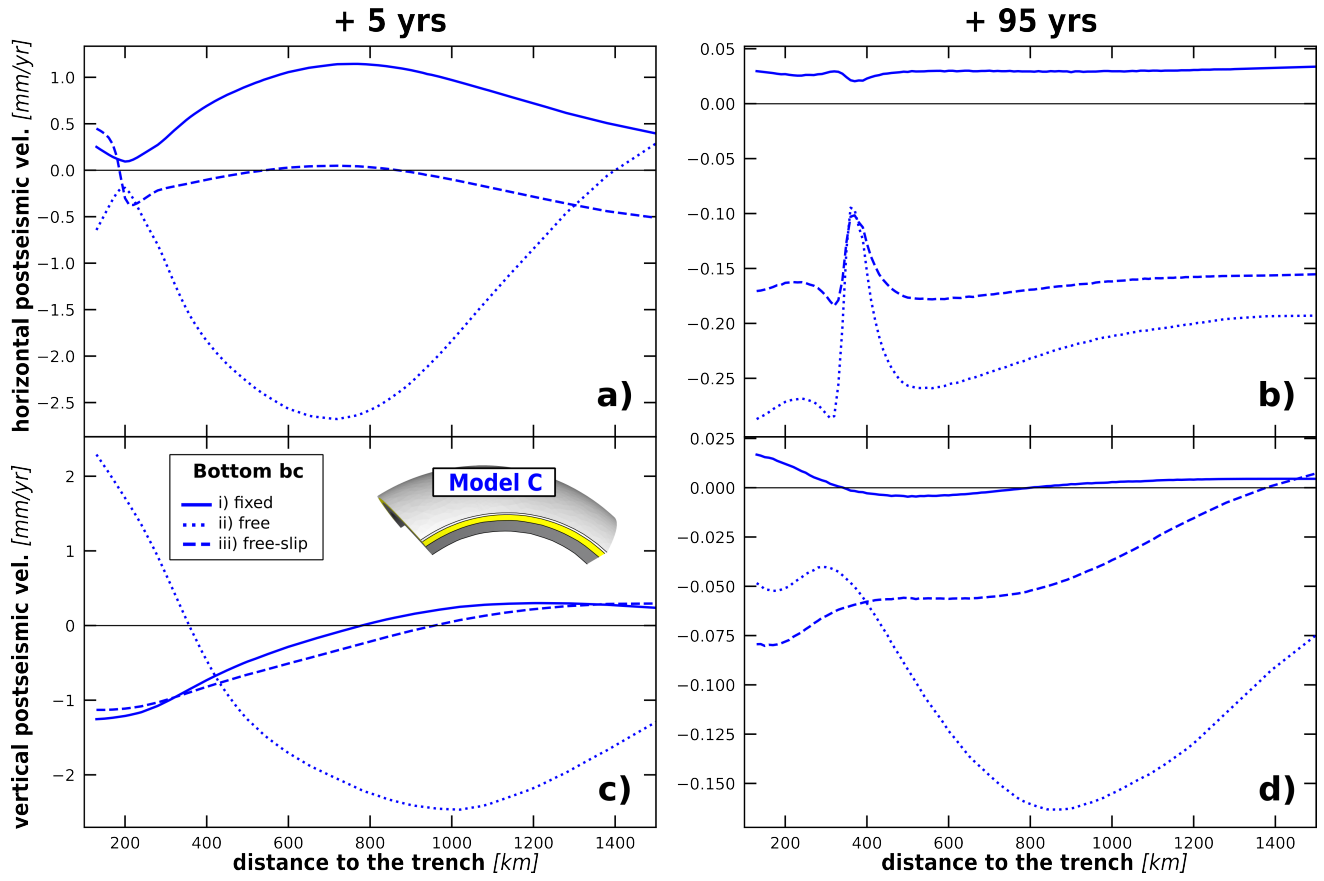 + 5 yrs
+ 95 yrs
horizontal postseismic vel. [mm/yr]
1.0
0.5
0.0
−0.5
−1.0
−1.5
−2.0
−2.5
a)
0.05
0.00
−0.05
−0.10
−0.15
−0.20
−0.25
b)
vertical postseismic vel. [mm/yr]
2
1
0
−1
−2
Bottom bc
i) fixed
ii) free
iii) free-slip
Model C
c)
0.025
0.000
−0.025
−0.050
−0.075
−0.100
−0.125
−0.150
d)
200 400 600 800 1000 1200 1400
200 400 600 800 1000 1200 1400
distance to the trench [km]
distance to the trench [km]